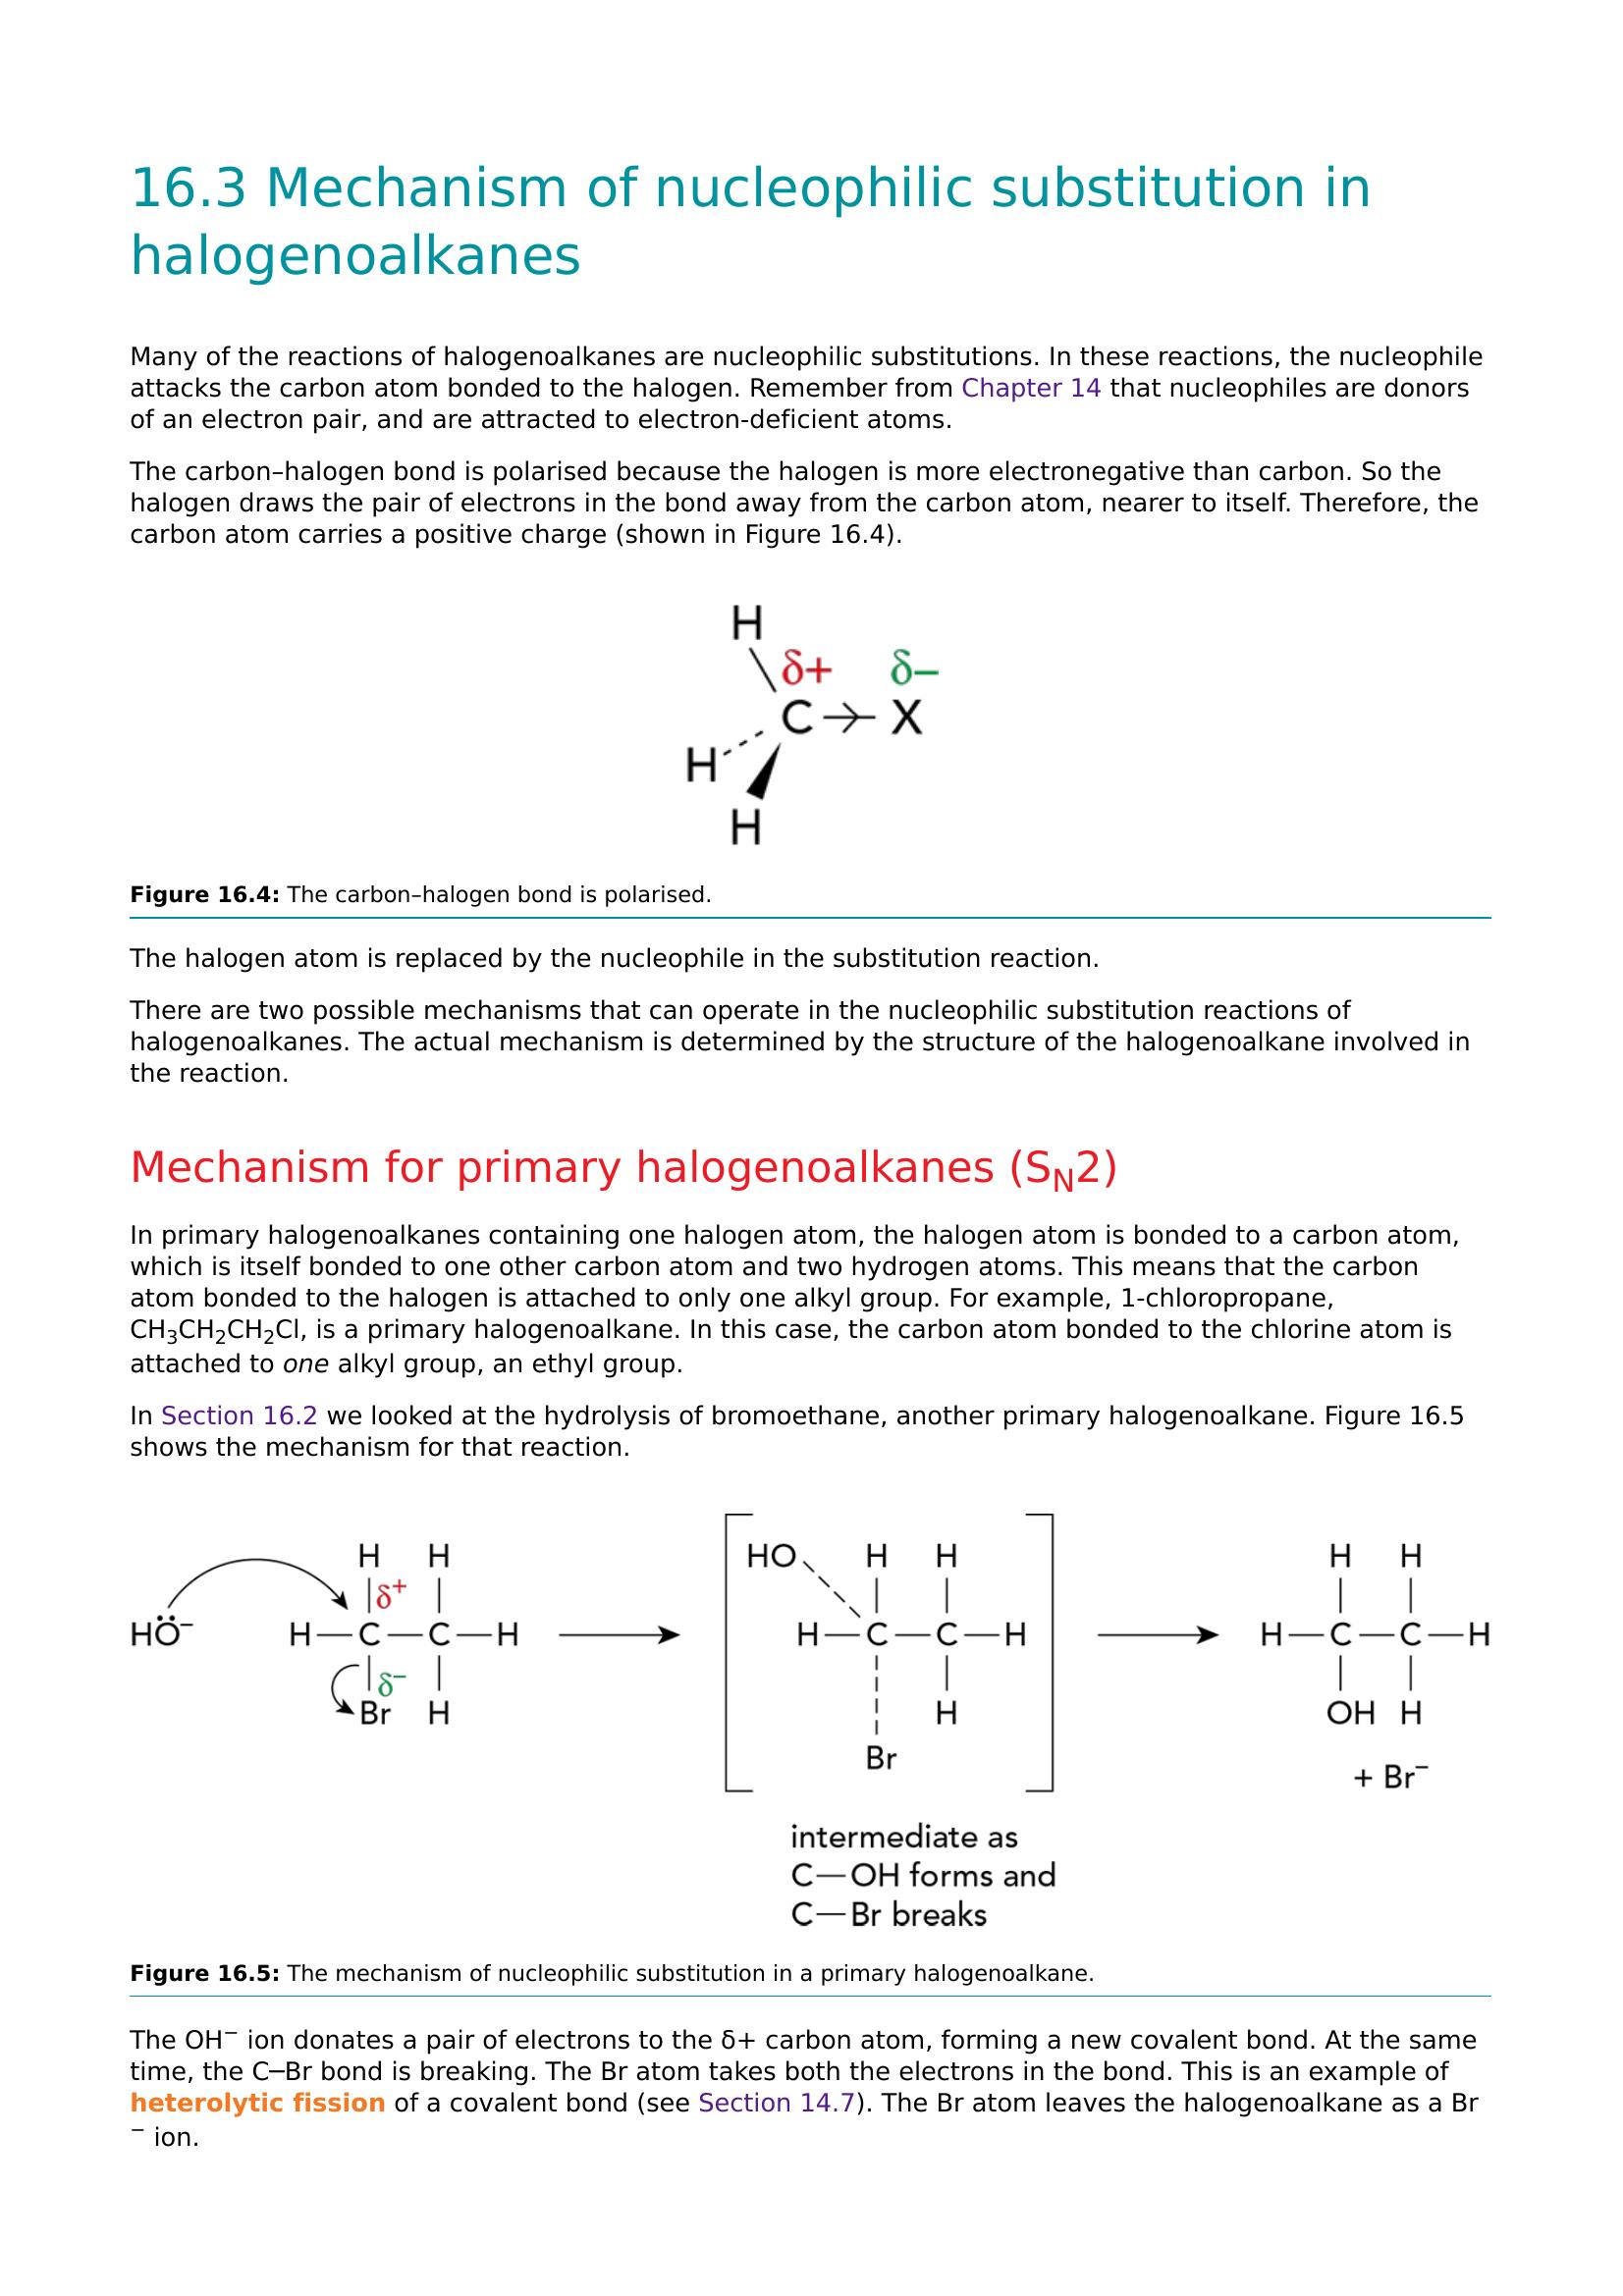 16.3 Mechanism of nucleophilic substitution in
halogenoalkanes
Many of the reactions of halogenoalkanes are nucleophilic substitutions. In these reactions, the nucleophile
attacks the carbon atom bonded to the halogen. Remember from Chapter 14 that nucleophiles are donors
of an electron pair, and are attracted to electron-deficient atoms.
The carbon–halogen bond is polarised because the halogen is more electronegative than carbon. So the
halogen draws the pair of electrons in the bond away from the carbon atom, nearer to itself. Therefore, the
carbon atom carries a positive charge (shown in Figure 16.4).
H
δ+ δ–
C X
H
H
Figure 16.4: The carbon–halogen bond is polarised.
The halogen atom is replaced by the nucleophile in the substitution reaction.
There are two possible mechanisms that can operate in the nucleophilic substitution reactions of
halogenoalkanes. The actual mechanism is determined by the structure of the halogenoalkane involved in
the reaction.
Mechanism for primary halogenoalkanes (S<sub>N</sub>2)
In primary halogenoalkanes containing one halogen atom, the halogen atom is bonded to a carbon atom,
which is itself bonded to one other carbon atom and two hydrogen atoms. This means that the carbon
atom bonded to the halogen is attached to only one alkyl group. For example, 1-chloropropane,
CH₃CH₂CH₂Cl, is a primary halogenoalkane. In this case, the carbon atom bonded to the chlorine atom is
attached to one alkyl group, an ethyl group.
In Section 16.2 we looked at the hydrolysis of bromoethane, another primary halogenoalkane. Figure 16.5
shows the mechanism for that reaction.
H H
δ⁺
HÖ⁻ H—C—C—H
δ⁻
Br H
HO H H
H—C—C—H
H
Br
intermediate as
C—OH forms and
C—Br breaks
H H
H—C—C—H
OH H
+ Br⁻
Figure 16.5: The mechanism of nucleophilic substitution in a primary halogenoalkane.
The OH⁻ ion donates a pair of electrons to the δ+ carbon atom, forming a new covalent bond. At the same
time, the C─Br bond is breaking. The Br atom takes both the electrons in the bond. This is an example of
heterolytic fission of a covalent bond (see Section 14.7). The Br atom leaves the halogenoalkane as a Br
⁻ ion.